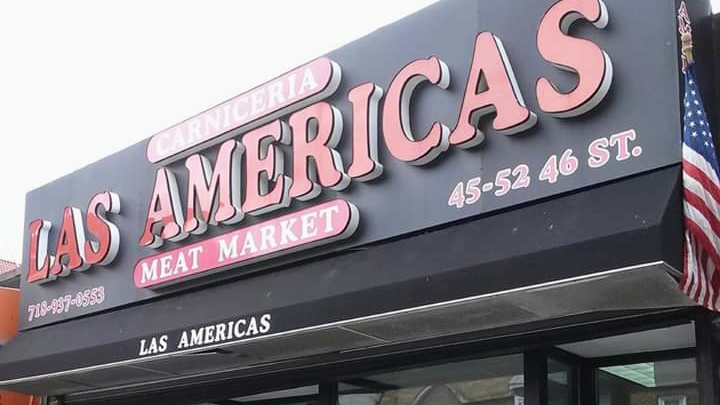 CARNICERIA
LAS AMERICAS
MEAT MARKET
45-52 46 ST.
718-937-0553
LAS AMERICAS